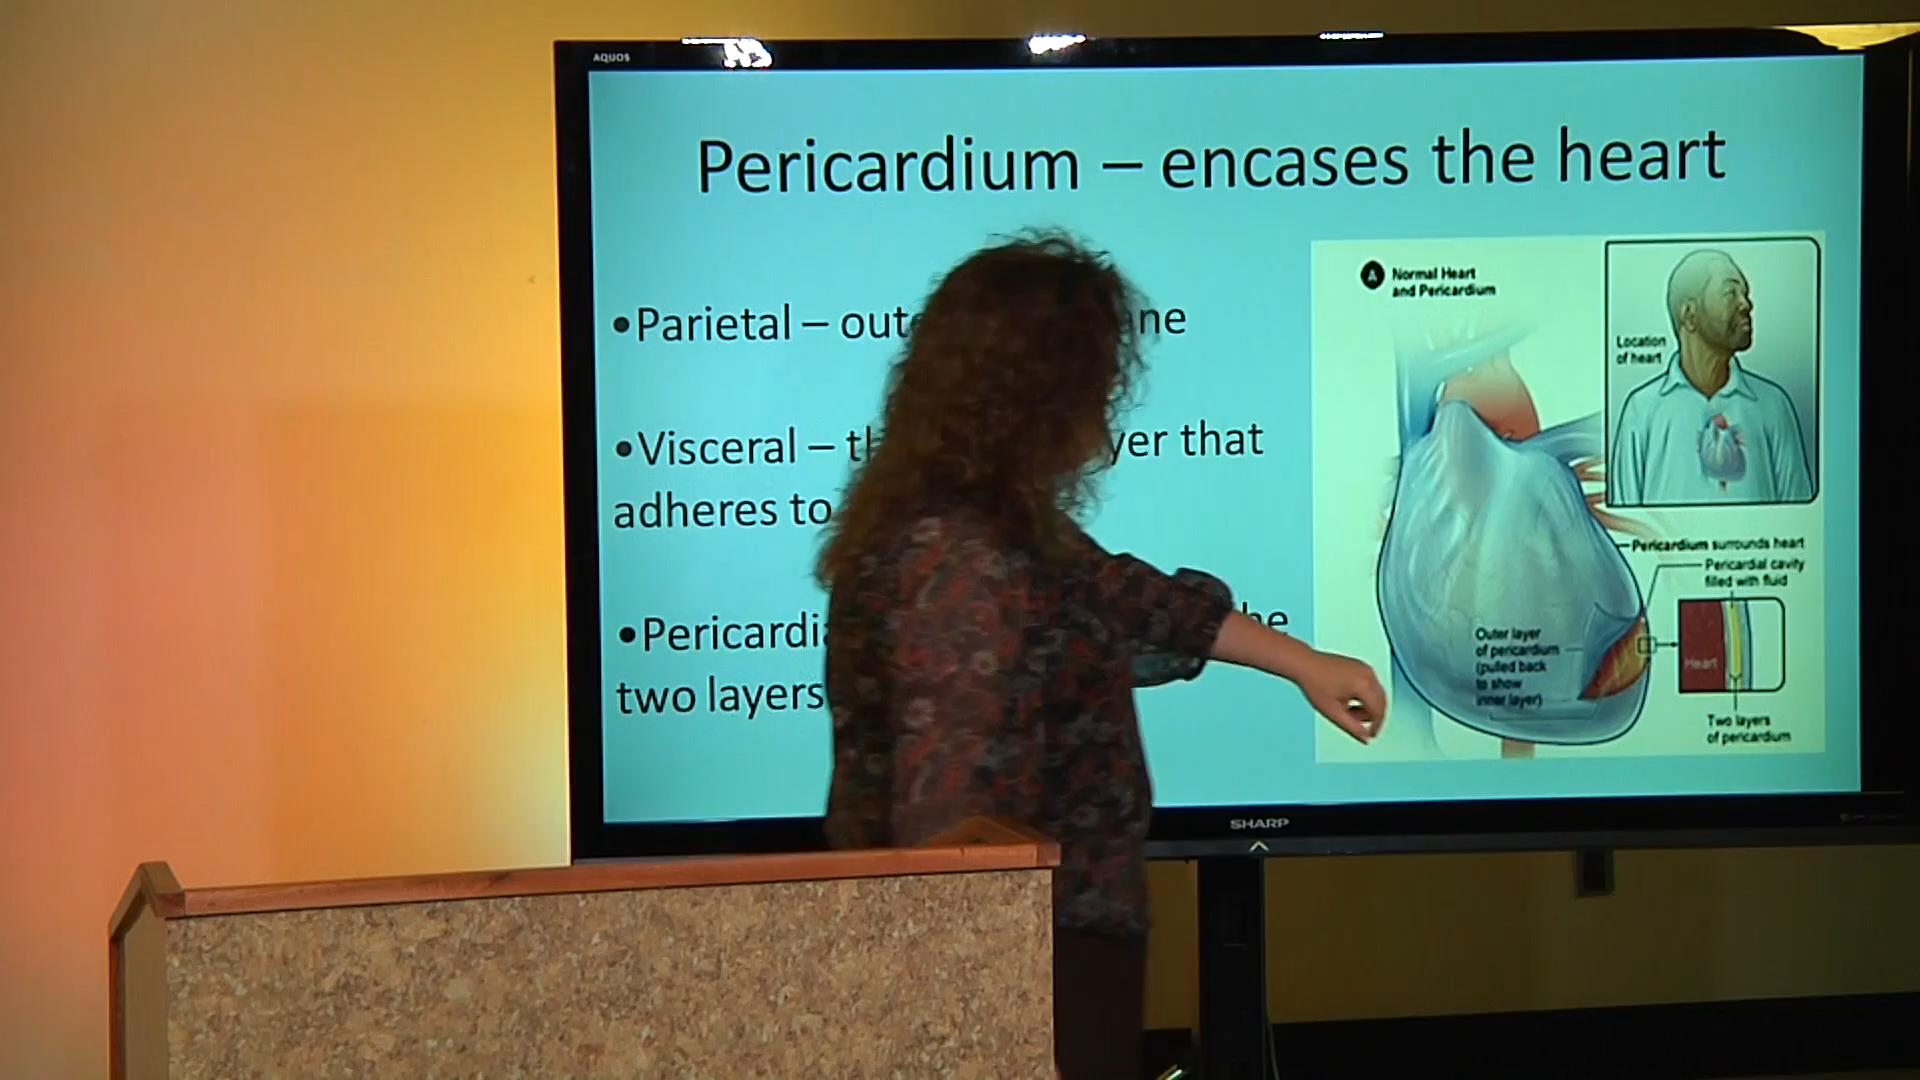 AQUOS
Pericardium – encases the heart
•Parietal – out ne
•Visceral – yer that
adheres to
•Pericardi he
two layers
A Normal Heart
and Pericardium
Location
of heart
Pericardium surrounds heart
Pericardial cavity
filled with fluid
Outer layer
of pericardium
(pulled back
to show
inner layer)
Heart
Two layers
of pericardium
SHARP